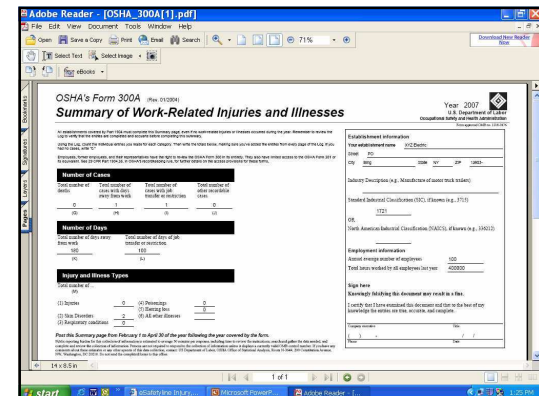 Adobe Reader - [OSHA_300A[1].pdf]
File Edit View Document Tools Window Help
Open Save a Copy Print Email Search 71% Download New Reader Now
Select Text Select Image
eBooks
Bookmarks
Signatures
Layers
Pages
OSHA's Form 300A (Rev. 01/2004)
Summary of Work-Related Injuries and Illnesses
Year 2007
U.S. Department of Labor
Occupational Safety and Health Administration
Form approved OMB no. 1218-0176
Number of Cases
Total number of deaths
Total number of cases with days away from work
Total number of cases with job transfer or restriction
Total number of other recordable cases
0 1 1 0
(G) (H) (I) (J)
Number of Days
Total number of days away from work
Total number of days of job transfer or restriction
180 100
(K) (L)
Injury and Illness Types
Total number of ...
(M)
(1) Injuries 0 (4) Poisonings 0
(5) Hearing loss 0
(2) Skin Disorders 2 (6) All other illnesses
(3) Respiratory conditions 0
Post this Summary page from February 1 to April 30 of the year following the year covered by the form.
Establishment information
Your establishment name XYZ Electric
Street PO
City Bing State NY ZIP
Industry Description (e.g., Manufacture of motor truck trailers)
Standard Industrial Classification (SIC), if known (e.g., 3715)
1721
OR
North American Industrial Classification (NAICS), if known (e.g., 336212)
Employment information
Annual average number of employees 100
Total hours worked by all employees last year 400000
Sign here
Knowingly falsifying this document may result in a fine.
I certify that I have examined this document and that to the best of my knowledge the entries are true, accurate, and complete.
Company executive Title
Phone Date
14 x 8.5 in
1 of 1
start eSafetyline Injury... Microsoft PowerP... Adobe Reader - [... 1:25 PM